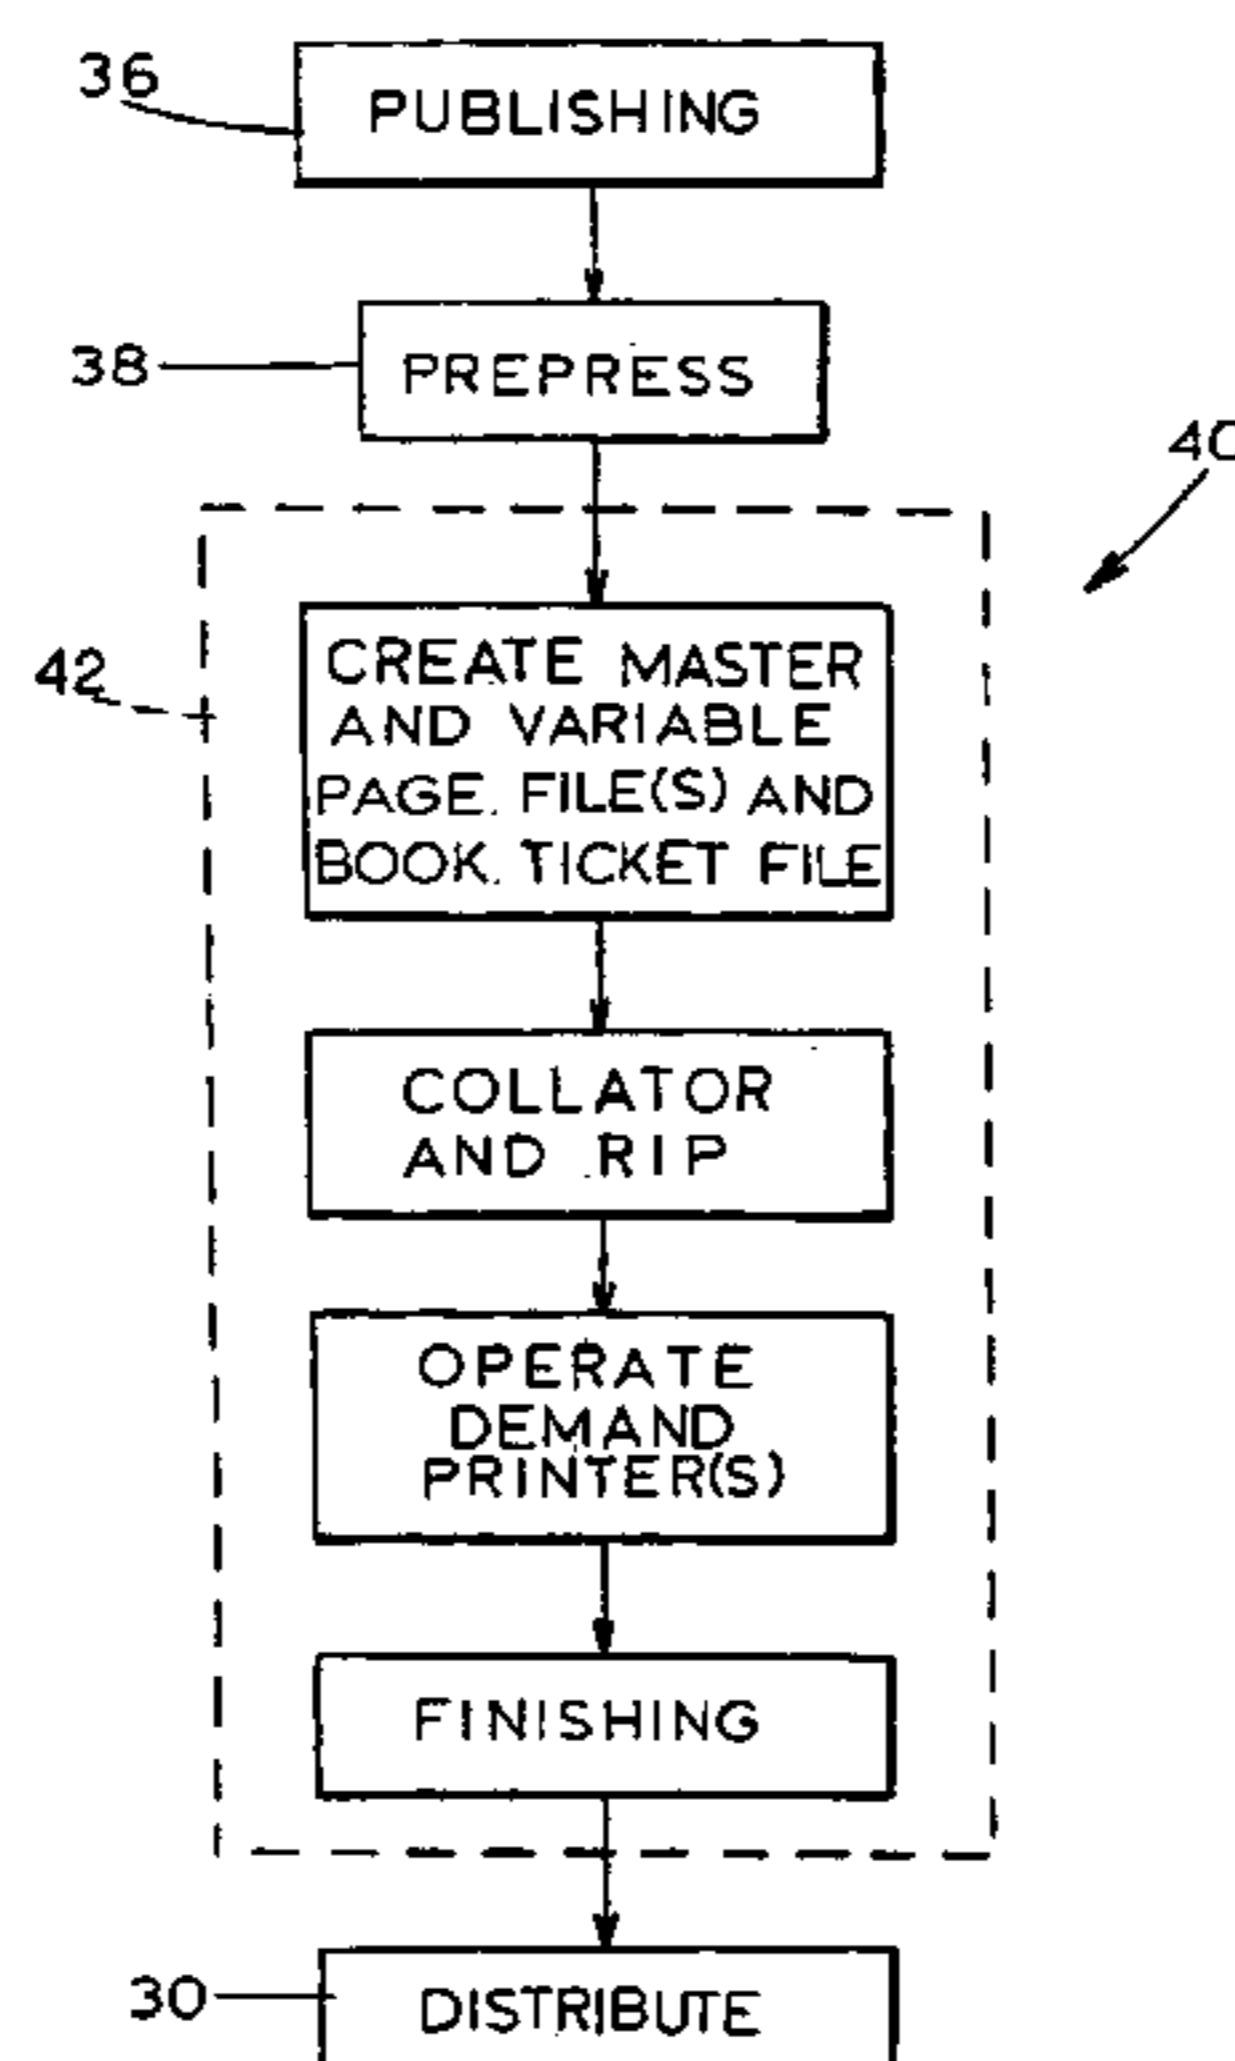 36
PUBLISHING
38
PREPRESS
40
42
CREATE MASTER
AND VARIABLE
PAGE. FILE(S) AND
BOOK. TICKET FILE
COLLATOR
AND RIP
OPERATE
DEMAND
PRINTER(S)
FINISHING
30
DISTRIBUTE